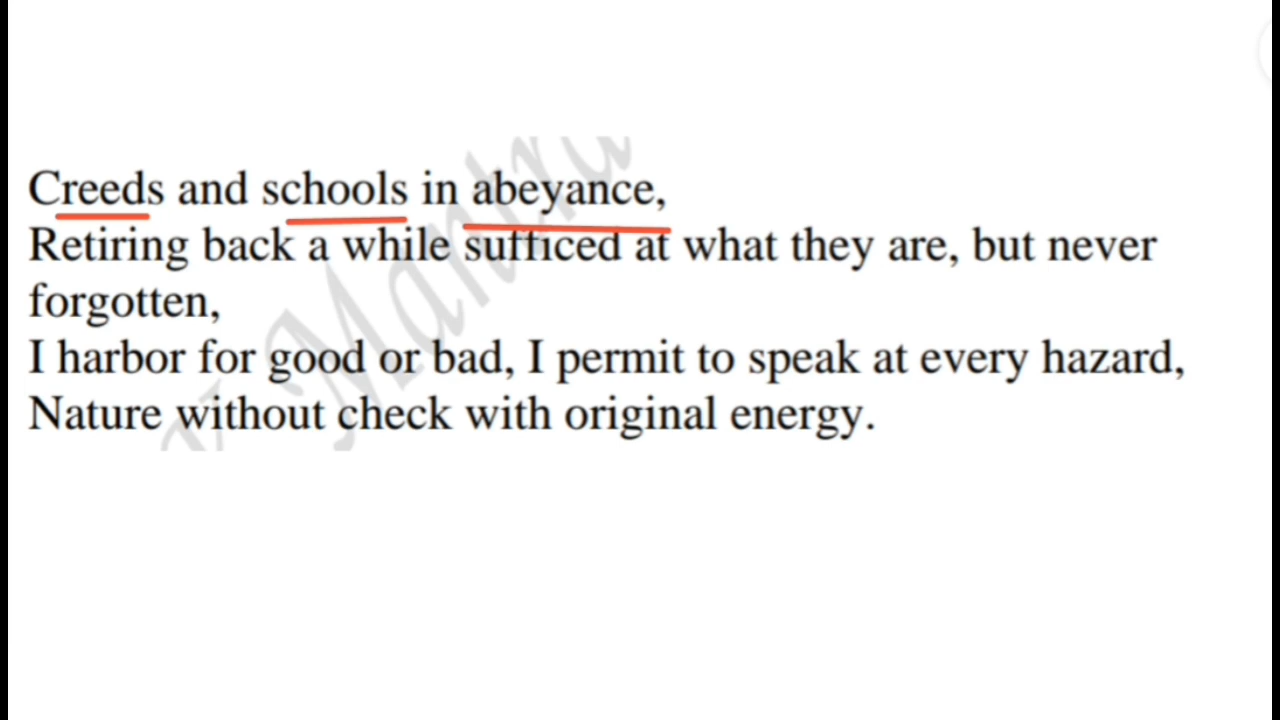 Creeds and schools in abeyance,
Retiring back a while sufficed at what they are, but never
forgotten,
I harbor for good or bad, I permit to speak at every hazard,
Nature without check with original energy.
Mantra